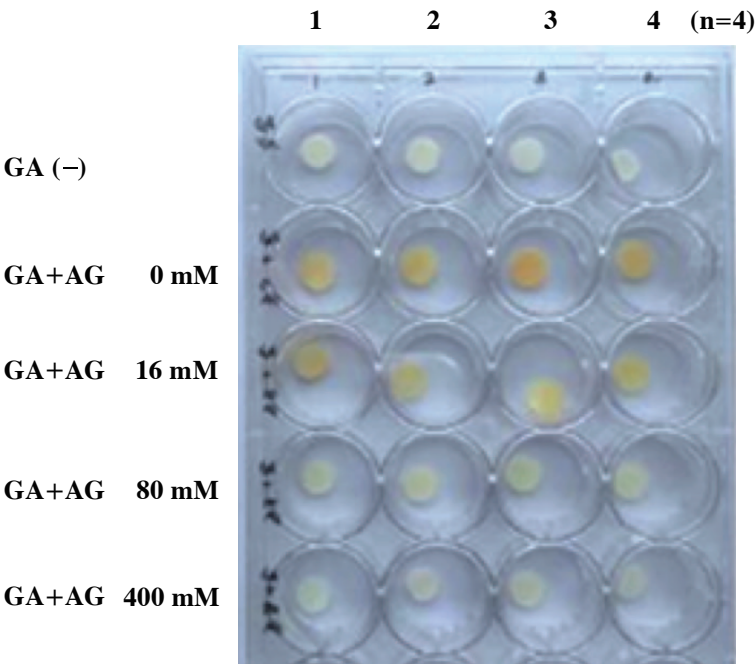 1 2 3 4 (n=4)
GA (−)
GA+AG 0 mM
GA+AG 16 mM
GA+AG 80 mM
GA+AG 400 mM